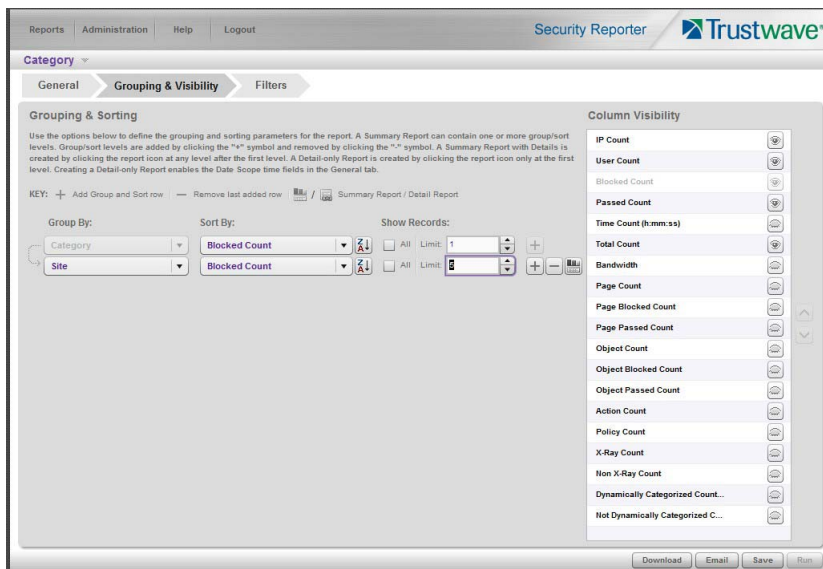 Reports Administration Help Logout
Security Reporter Trustwave®
Category
General Grouping & Visibility Filters
Grouping & Sorting
Use the options below to define the grouping and sorting parameters for the report. A Summary Report can contain one or more group/sort
levels. Group/sort levels are added by clicking the "+" symbol and removed by clicking the "-" symbol. A Summary Report with Details is
created by clicking the report icon at any level after the first level. A Detail-only Report is created by clicking the report icon only at the first
level. Creating a Detail-only Report enables the Date Scope time fields in the General tab.
KEY: + Add Group and Sort row — Remove last added row / Summary Report / Detail Report
Group By: Sort By: Show Records:
Category Blocked Count All Limit: 1
Site Blocked Count All Limit: 5
Column Visibility
IP Count
User Count
Blocked Count
Passed Count
Time Count (h:mm:ss)
Total Count
Bandwidth
Page Count
Page Blocked Count
Page Passed Count
Object Count
Object Blocked Count
Object Passed Count
Action Count
Policy Count
X-Ray Count
Non X-Ray Count
Dynamically Categorized Count...
Not Dynamically Categorized C...
Download Email Save Run